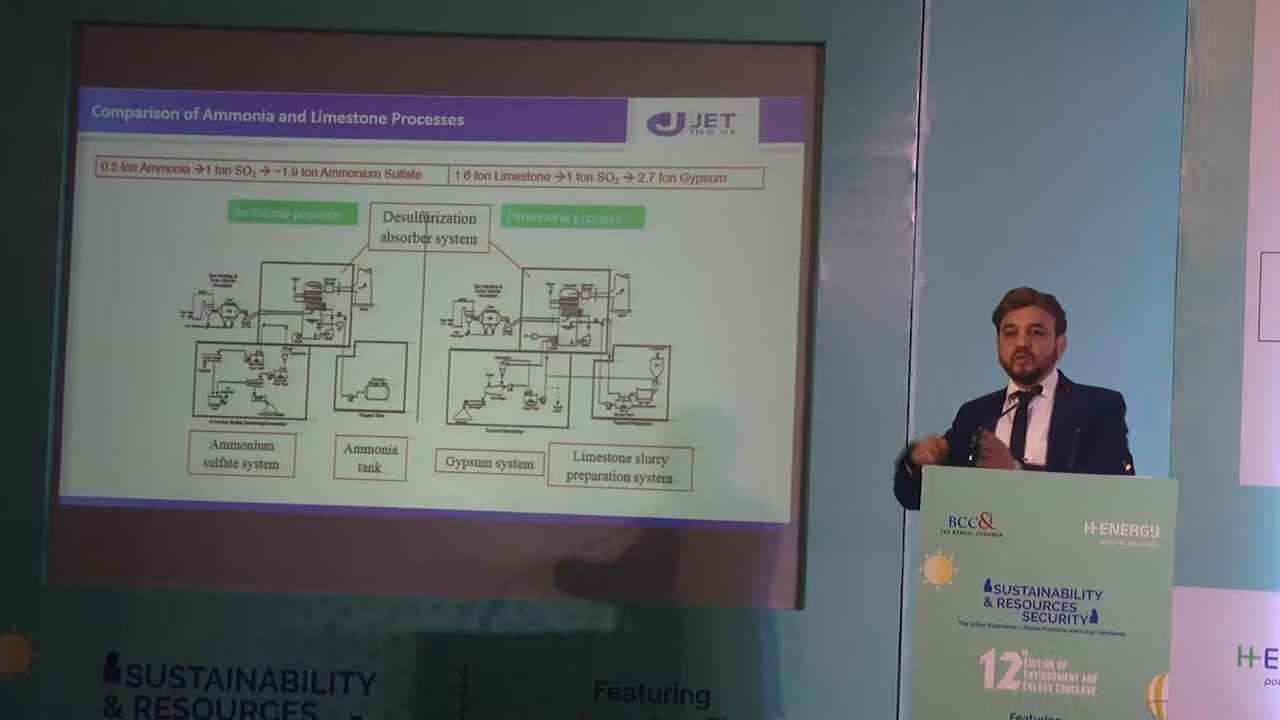 Comparison of Ammonia and Limestone Processes
JET
JNG US
0.5 ton Ammonia →1 ton SO₂ → ~1.9 ton Ammonium Sulfate
1.6 ton Limestone →1 ton SO₂ → 2.7 ton Gypsum
Ammonia process
Desulfurization
absorber system
Limestone process
Ammonium
sulfate system
Ammonia
tank
Gypsum system
Limestone slurry
preparation system
BCC&i
THE BENGAL CHAMBER
H-ENERGY
SUSTAINABILITY
& RESOURCES
SECURITY
The Urban Experience – Global Practices and Local Conditions
12th EDITION OF
ENVIRONMENT AND
ENERGY CONCLAVE
Featuring
SUSTAINABILITY
& RESOURCES
Featuring
H-E